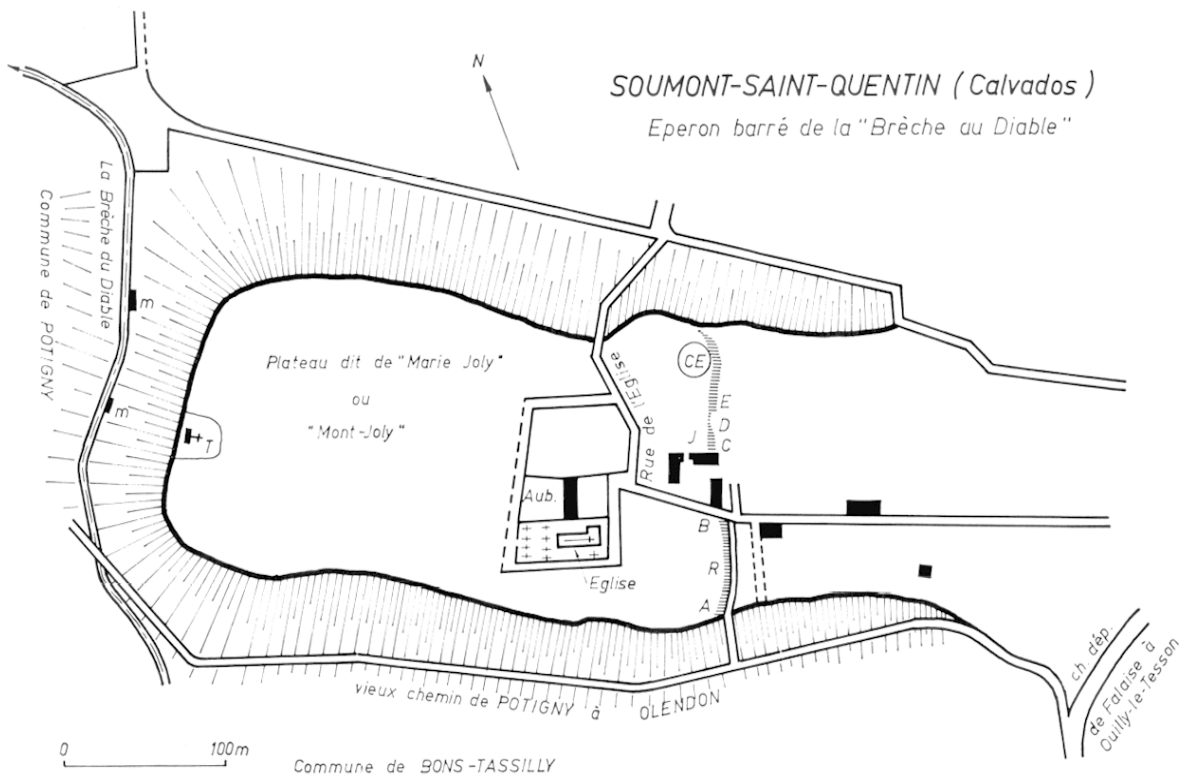 N
SOUMONT-SAINT-QUENTIN (Calvados)
Eperon barré de la "Brèche au Diable"
La Brèche du Diable
Commune de POTIGNY
m
m
T
Plateau dit de "Marie Joly"
ou
"Mont-Joly"
Rue de l'Eglise
CE
E
D
C
J
Aub.
B
R
A
Eglise
vieux chemin de POTIGNY à OLENDON
ch. dép.
de Falaise à
Ouilly-le-Tesson
0 100m
Commune de BONS-TASSILLY